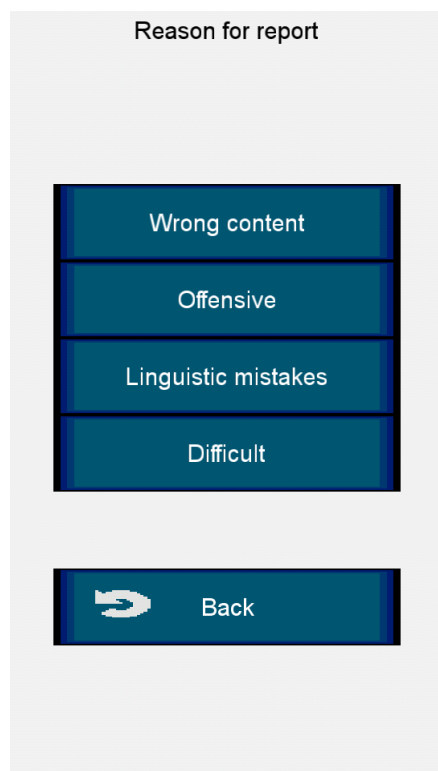 Reason for report
Wrong content
Offensive
Linguistic mistakes
Difficult
Back